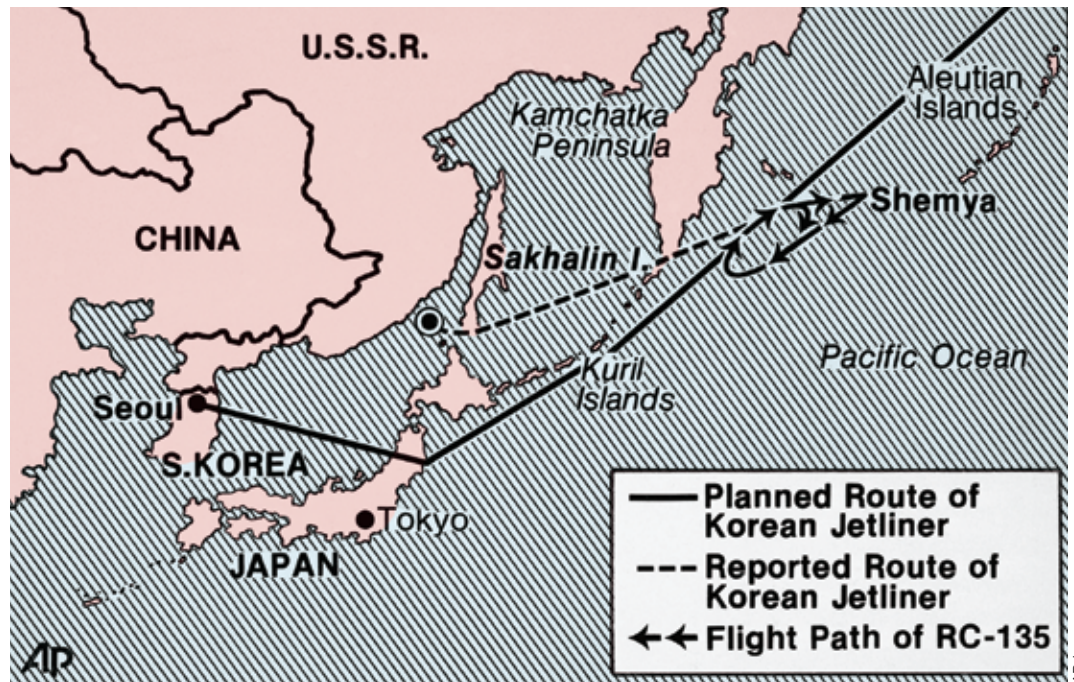 U.S.S.R.
Kamchatka
Peninsula
Aleutian
Islands
Shemya
CHINA
Sakhalin I.
Pacific Ocean
Kuril
Islands
Seoul
S.KOREA
Tokyo
JAPAN
Planned Route of
Korean Jetliner
Reported Route of
Korean Jetliner
Flight Path of RC-135
AP